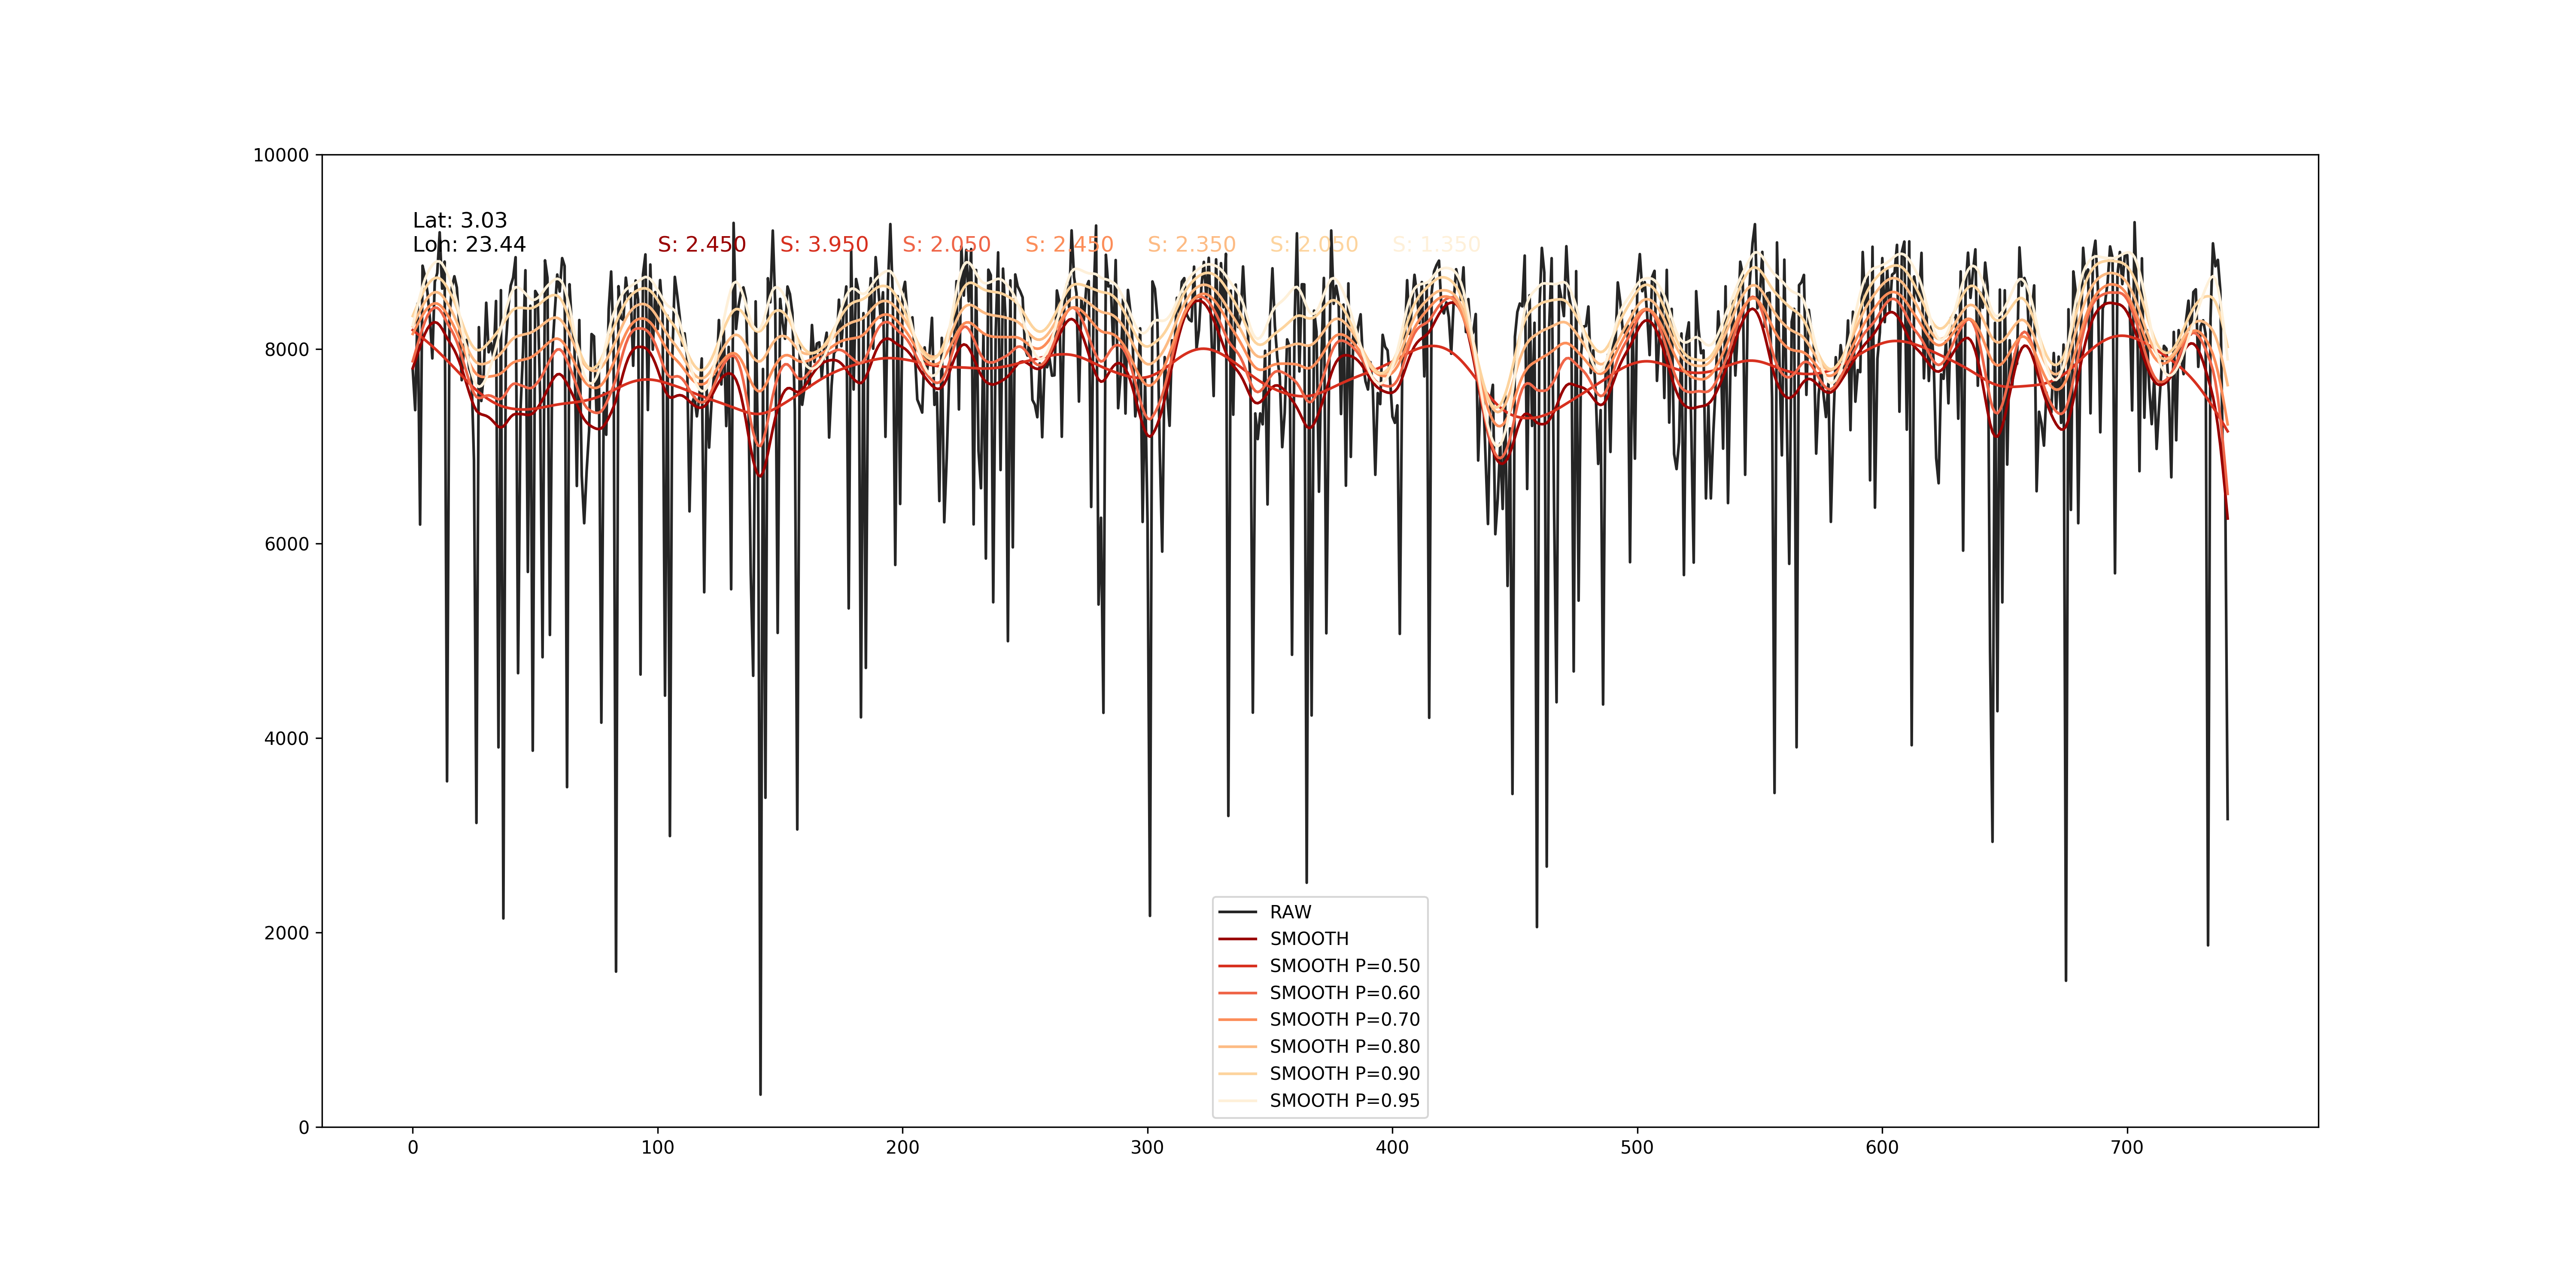 10000
8000
6000
4000
2000
0
Lat: 3.03
Lon: 23.44
S: 2.450 S: 3.950 S: 2.050 S: 2.450 S: 2.350 S: 2.050 S: 1.350
RAW
SMOOTH
SMOOTH P=0.50
SMOOTH P=0.60
SMOOTH P=0.70
SMOOTH P=0.80
SMOOTH P=0.90
SMOOTH P=0.95
0 100 200 300 400 500 600 700